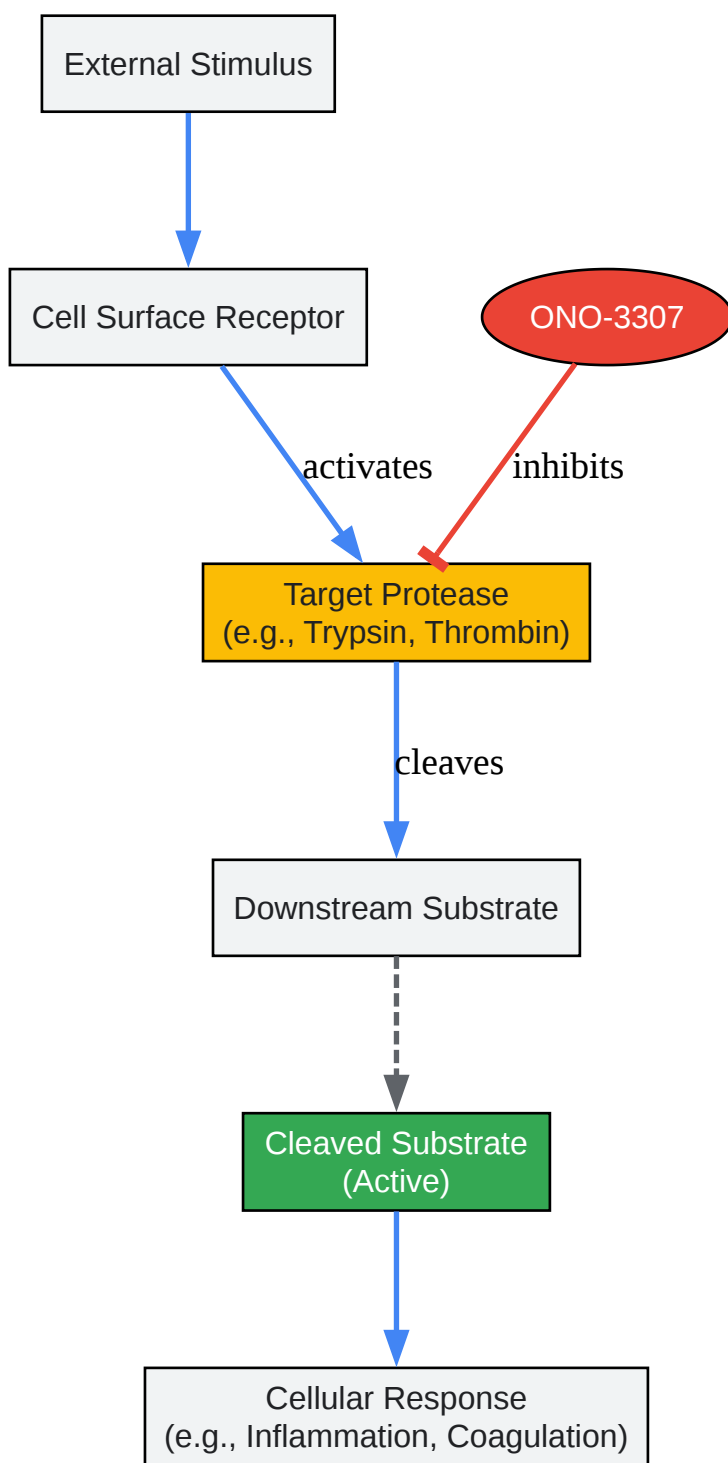 External Stimulus
Cell Surface Receptor
ONO-3307
activates
inhibits
Target Protease
(e.g., Trypsin, Thrombin)
cleaves
Downstream Substrate
Cleaved Substrate
(Active)
Cellular Response
(e.g., Inflammation, Coagulation)